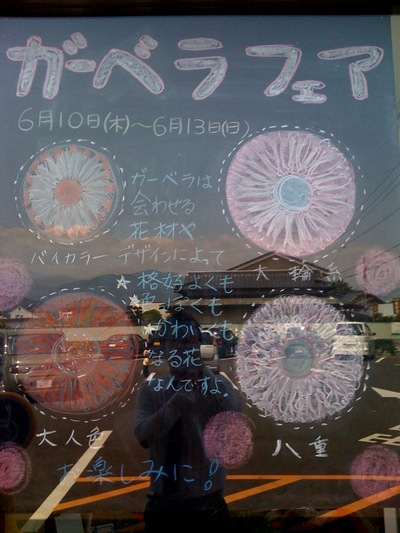 ガーベラフェア
6月10日(木)～6月13日(日)
ガーベラは
会わせる
花材や
デザインによって
★格好よくも
★っぽくも
★かわいくも
なる花
なんですよ。
バイカラー
大輪系
大人色
八重
お楽しみに!